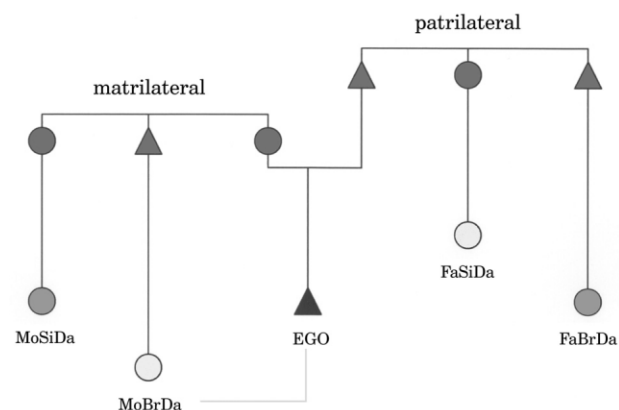 patrilateral
matrilateral
FaSiDa
MoSiDa
EGO
FaBrDa
MoBrDa